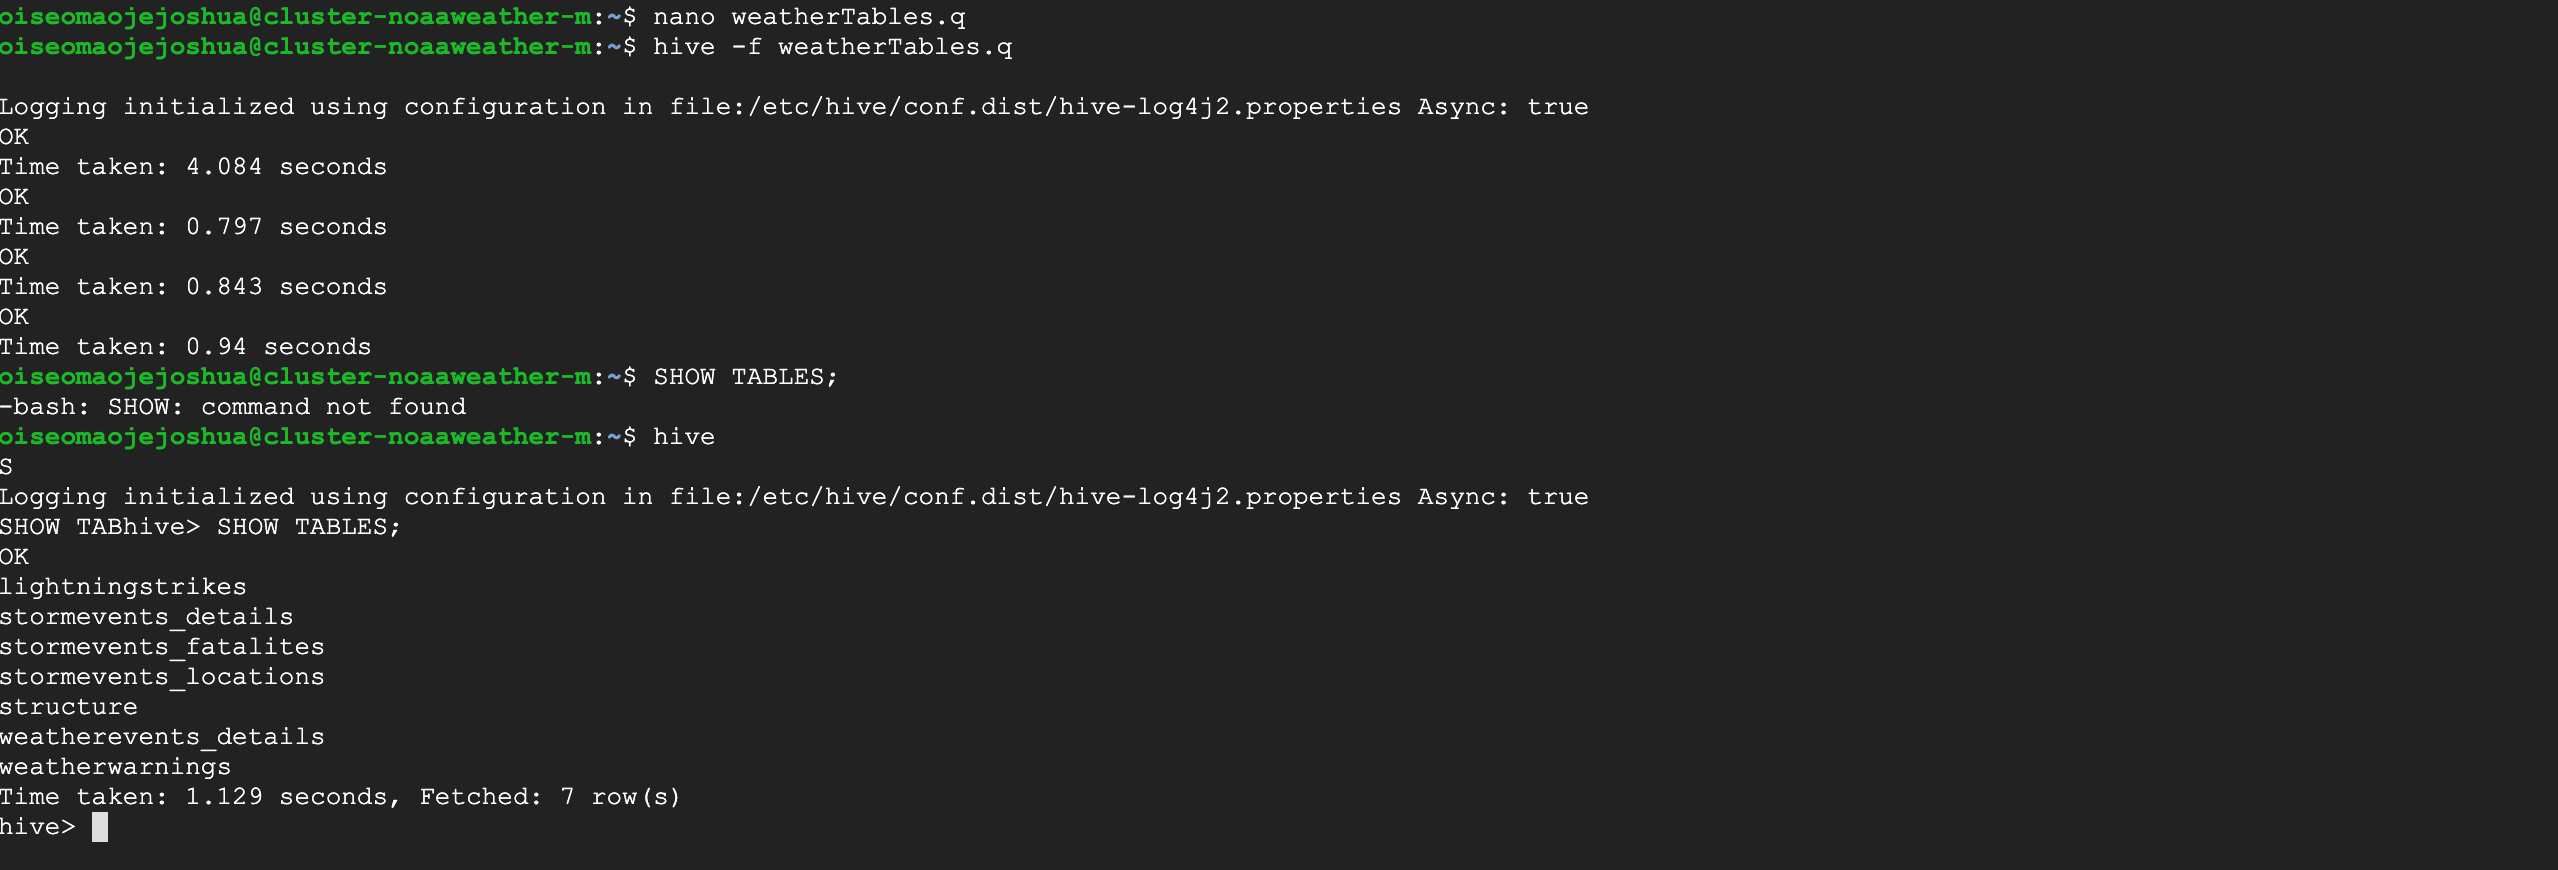 oiseomaojejoshua@cluster-noaaweather-m:~$ nano weatherTables.q
oiseomaojejoshua@cluster-noaaweather-m:~$ hive -f weatherTables.q
Logging initialized using configuration in file:/etc/hive/conf.dist/hive-log4j2.properties Async: true
OK
Time taken: 4.084 seconds
OK
Time taken: 0.797 seconds
OK
Time taken: 0.843 seconds
OK
Time taken: 0.94 seconds
oiseomaojejoshua@cluster-noaaweather-m:~$ SHOW TABLES;
-bash: SHOW: command not found
oiseomaojejoshua@cluster-noaaweather-m:~$ hive
S
Logging initialized using configuration in file:/etc/hive/conf.dist/hive-log4j2.properties Async: true
SHOW TABhive> SHOW TABLES;
OK
lightningstrikes
stormevents_details
stormevents_fatalites
stormevents_locations
structure
weatherevents_details
weatherwarnings
Time taken: 1.129 seconds, Fetched: 7 row(s)
hive>